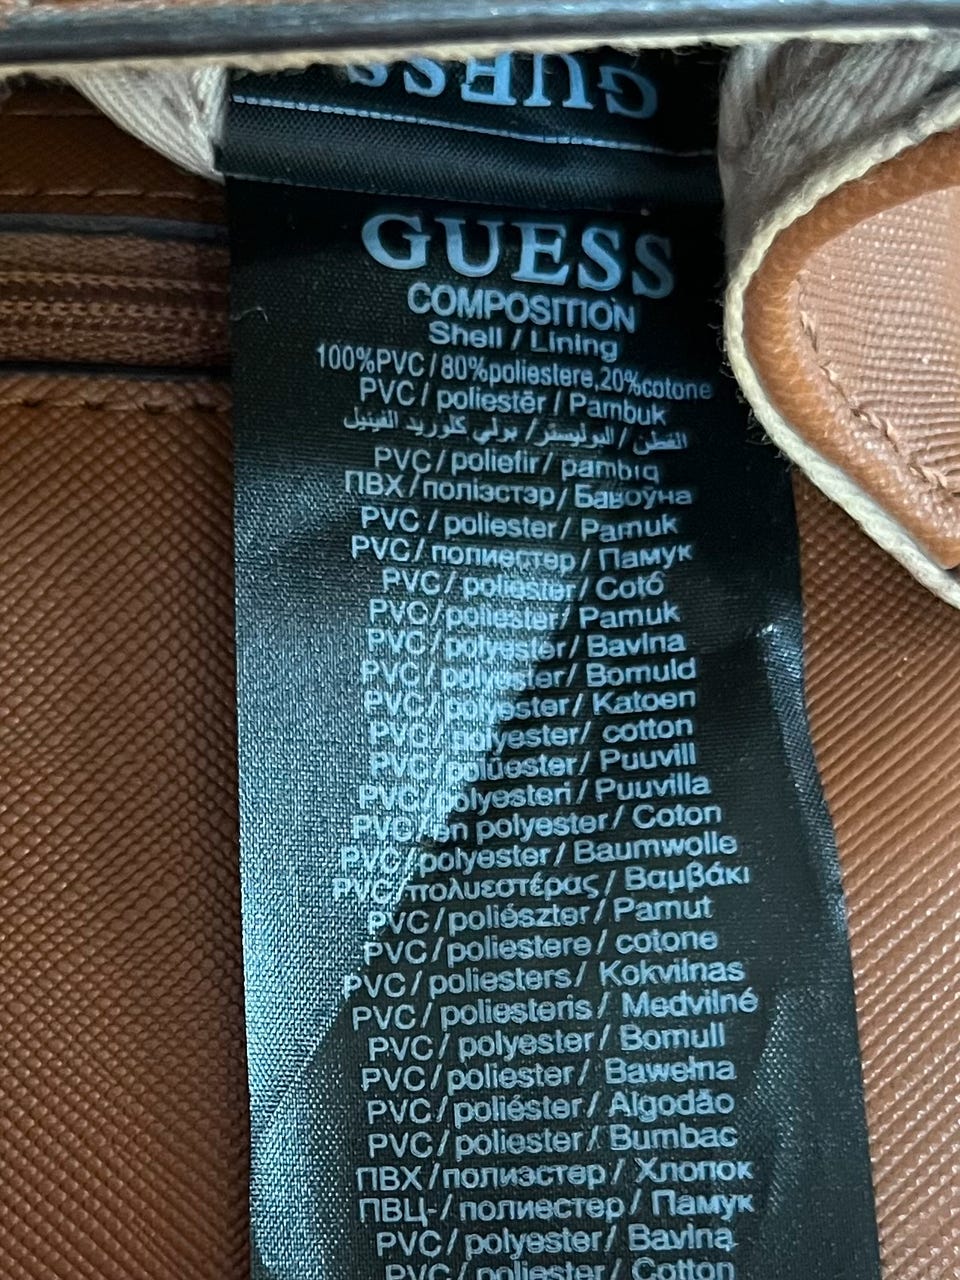 GUESS
GUESS
COMPOSITION
Shell / Lining
100%PVC / 80%poliestere,20%cotone
PVC / poliestër / Pambuk
القطن / البوليستر / بولي كلوريد الفينيل
PVC / poliefir / pambıq
ПВХ / поліэстэр / Бавоўна
PVC / poliester / Pamuk
PVC / полиестер / Памук
PVC / poliester / Cotó
PVC / poliester / Pamuk
PVC / polyester / Bavlna
PVC / polyester / Bomuld
PVC / polyester / Katoen
PVC / polyester / cotton
PVC / polüester / Puuvill
PVC / polyesteri / Puuvilla
PVC / en polyester / Coton
PVC / polyester / Baumwolle
PVC / πολυεστέρας / Βαμβάκι
PVC / poliészter / Pamut
PVC / poliestere / cotone
PVC / poliesters / Kokvilnas
PVC / poliesteris / Medvilnė
PVC / polyester / Bomull
PVC / poliester / Bawełna
PVC / poliéster / Algodão
PVC / poliester / Bumbac
ПВХ / полиэстер / Хлопок
ПВЦ- / полиестер / Памук
PVC / polyester / Bavlna
PVC / polyester / Cotton